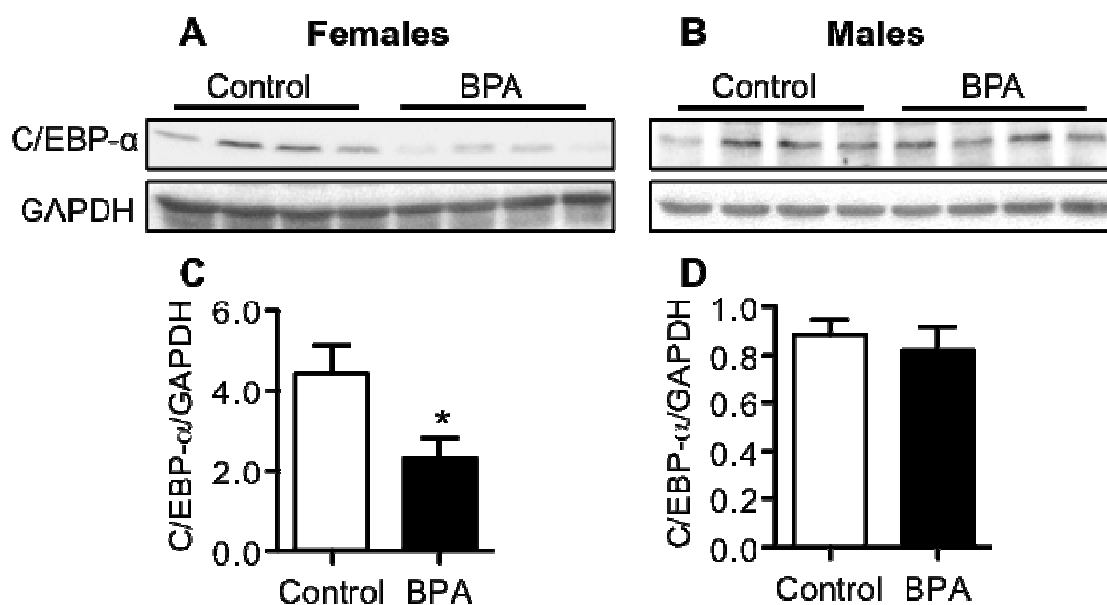 A Females
B Males
Control BPA
Control BPA
C/EBP-α
GAPDH
C
C/EBP-α/GAPDH
6.0
4.0
2.0
0.0
*
Control BPA
D
C/EBP-α/GAPDH
1.0
0.8
0.6
0.4
0.2
0.0
Control BPA